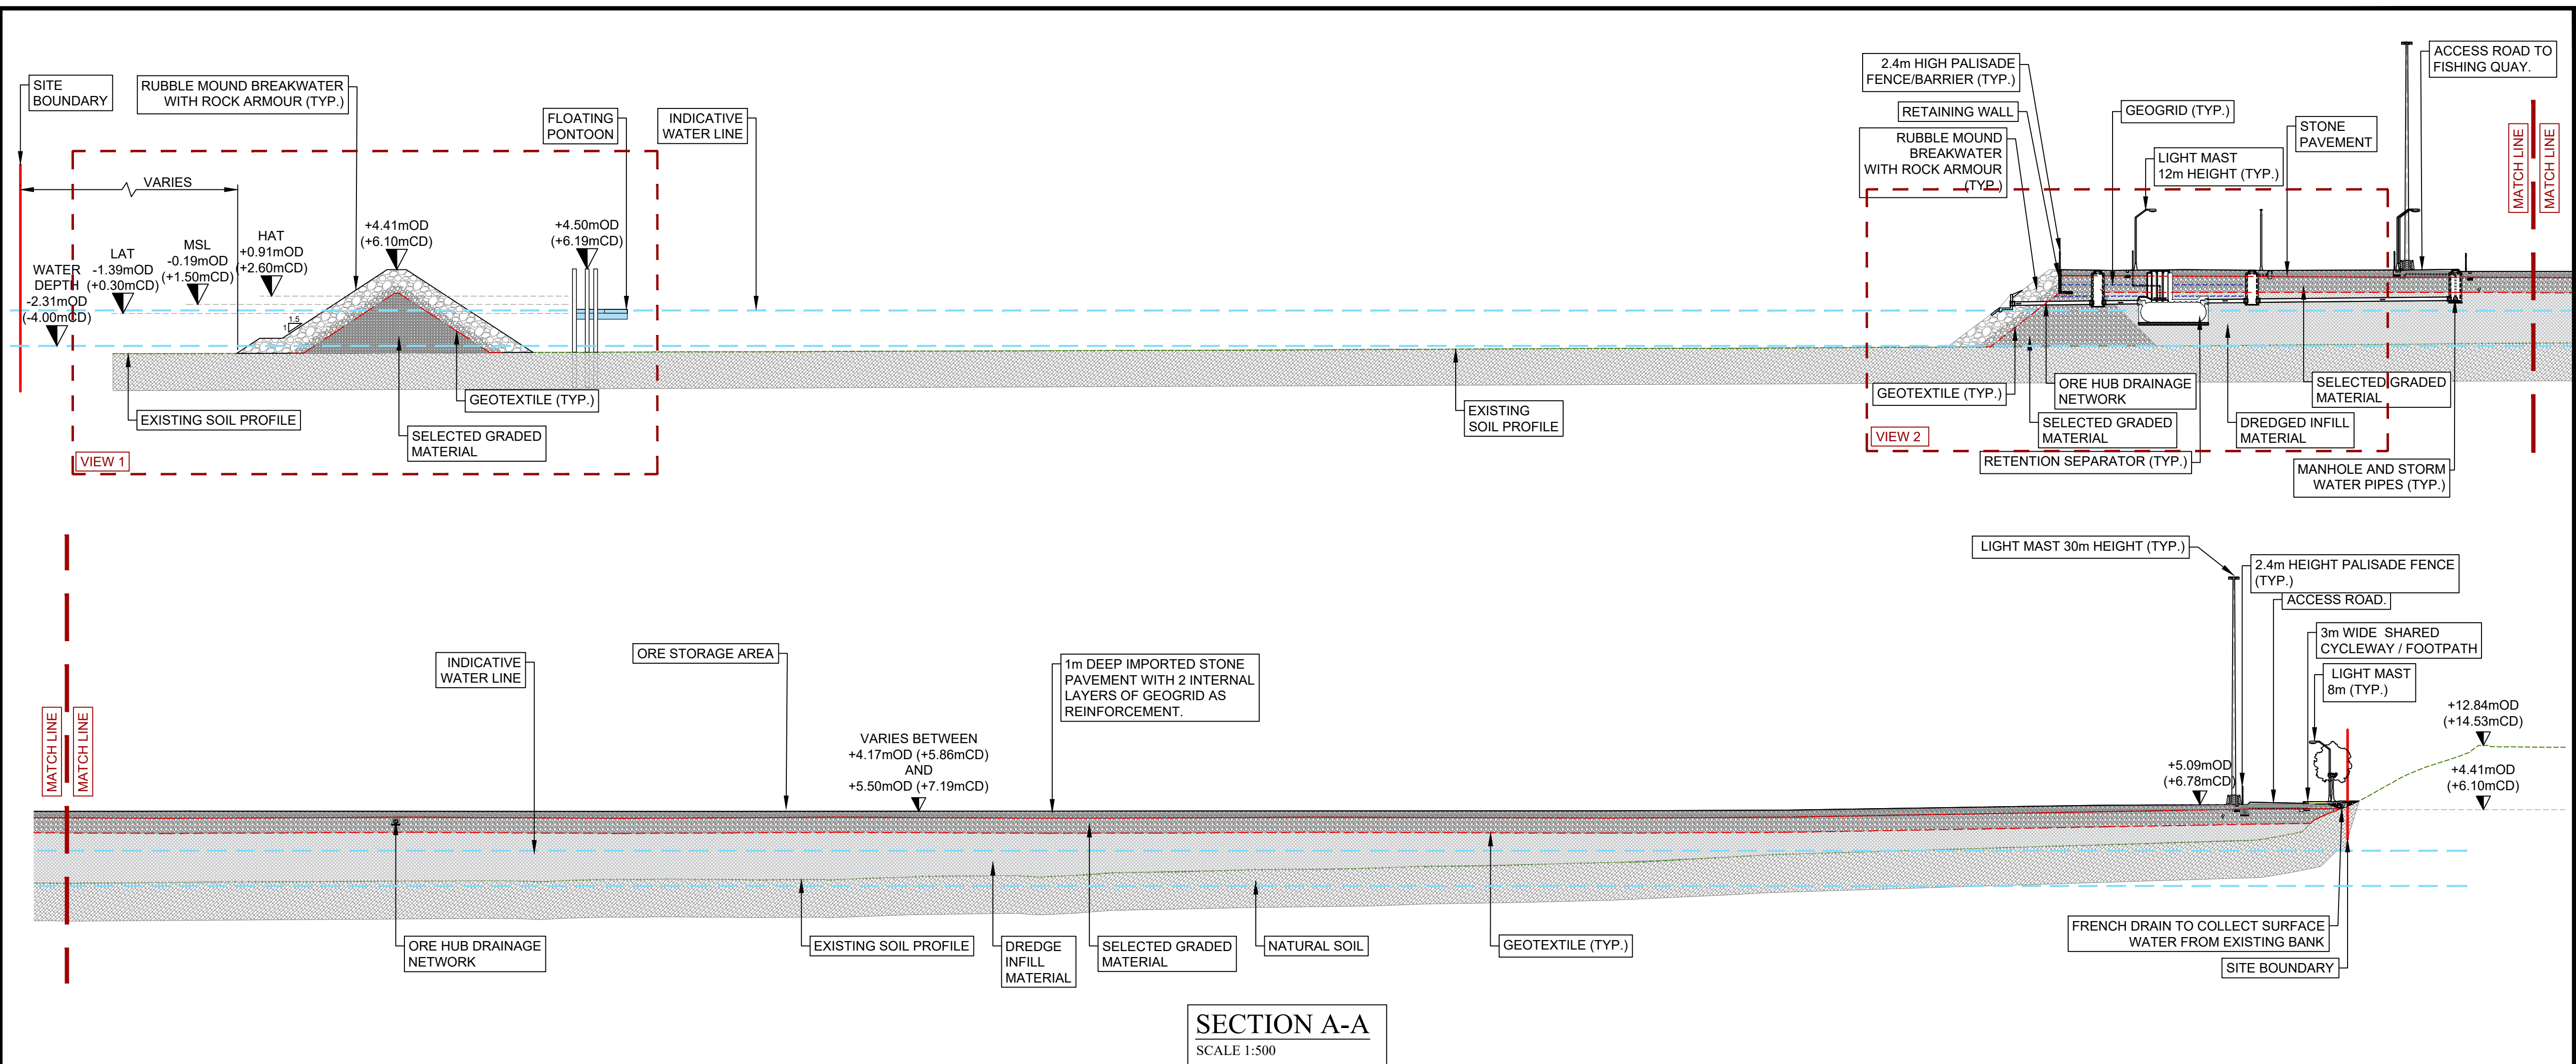 SITE
BOUNDARY
RUBBLE MOUND BREAKWATER
WITH ROCK ARMOUR (TYP.)
FLOATING
PONTOON
INDICATIVE
WATER LINE
2.4m HIGH PALISADE
FENCE/BARRIER (TYP.)
RETAINING WALL
RUBBLE MOUND
BREAKWATER
WITH ROCK ARMOUR
(TYP.)
GEOGRID (TYP.)
STONE
PAVEMENT
LIGHT MAST
12m HEIGHT (TYP.)
ACCESS ROAD TO
FISHING QUAY.
MATCH LINE
MATCH LINE
VARIES
WATER
DEPTH
-2.31mOD
(-4.00mCD)
LAT
-1.39mOD
(+0.30mCD)
MSL
-0.19mOD
(+1.50mCD)
HAT
+0.91mOD
(+2.60mCD)
+4.41mOD
(+6.10mCD)
+4.50mOD
(+6.19mCD)
1.5
1
EXISTING SOIL PROFILE
GEOTEXTILE (TYP.)
SELECTED GRADED
MATERIAL
VIEW 1
EXISTING
SOIL PROFILE
GEOTEXTILE (TYP.)
ORE HUB DRAINAGE
NETWORK
SELECTED GRADED
MATERIAL
SELECTED GRADED
MATERIAL
DREDGED INFILL
MATERIAL
VIEW 2
RETENTION SEPARATOR (TYP.)
MANHOLE AND STORM
WATER PIPES (TYP.)
MATCH LINE
MATCH LINE
INDICATIVE
WATER LINE
ORE STORAGE AREA
1m DEEP IMPORTED STONE
PAVEMENT WITH 2 INTERNAL
LAYERS OF GEOGRID AS
REINFORCEMENT.
VARIES BETWEEN
+4.17mOD (+5.86mCD)
AND
+5.50mOD (+7.19mCD)
LIGHT MAST 30m HEIGHT (TYP.)
2.4m HEIGHT PALISADE FENCE
(TYP.)
ACCESS ROAD.
3m WIDE SHARED
CYCLEWAY / FOOTPATH
LIGHT MAST
8m (TYP.)
+12.84mOD
(+14.53mCD)
+5.09mOD
(+6.78mCD)
+4.41mOD
(+6.10mCD)
ORE HUB DRAINAGE
NETWORK
EXISTING SOIL PROFILE
DREDGE
INFILL
MATERIAL
SELECTED GRADED
MATERIAL
NATURAL SOIL
GEOTEXTILE (TYP.)
FRENCH DRAIN TO COLLECT SURFACE
WATER FROM EXISTING BANK
SITE BOUNDARY
SECTION A-A
SCALE 1:500